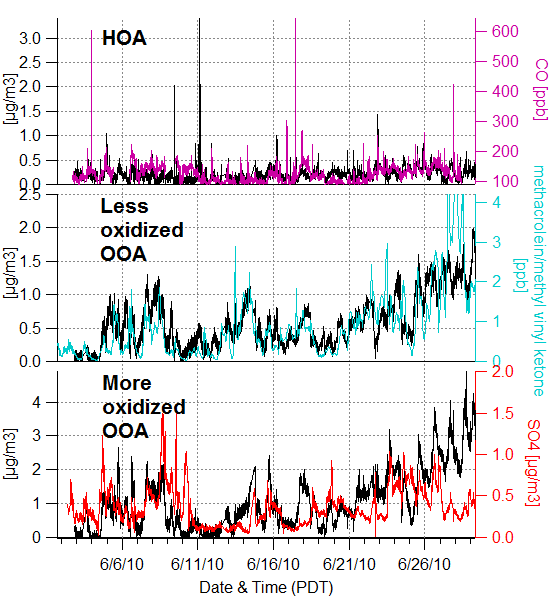 HOA
[µg/m3]
3.0
2.5
2.0
1.5
1.0
0.5
0.0
CO [ppb]
600
500
400
300
200
100
Less
oxidized
OOA
[µg/m3]
2.5
2.0
1.5
1.0
0.5
0.0
methacrolein/methyl vinyl ketone
[ppb]
4
3
2
1
0
More
oxidized
OOA
[µg/m3]
4
3
2
1
0
SO4 [µg/m3]
2.0
1.5
1.0
0.5
0.0
6/6/10 6/11/10 6/16/10 6/21/10 6/26/10
Date & Time (PDT)